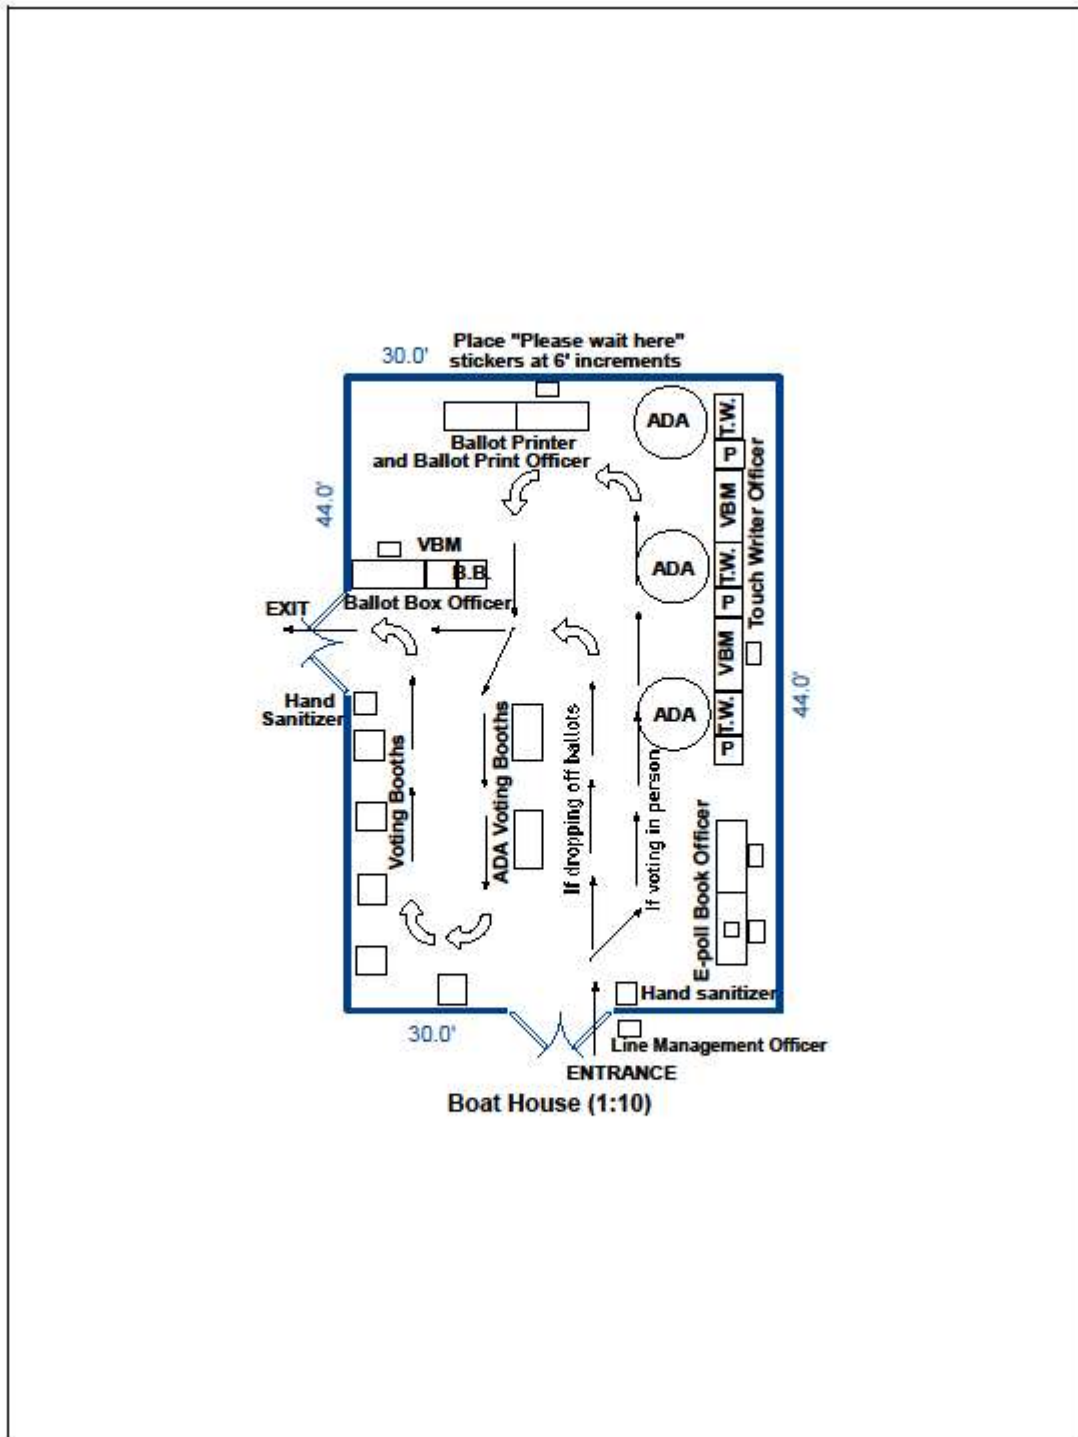 Place "Please wait here"
stickers at 6' increments
30.0'
ADA
T.W.
P
Ballot Printer
and Ballot Print Officer
VBM
Touch Writer Officer
44.0'
VBM
B.B.
ADA
T.W.
P
Ballot Box Officer
EXIT
VBM
Hand
Sanitizer
ADA
T.W.
P
44.0'
Voting Booths
ADA Voting Booths
If dropping off ballots
If voting in person
E-poll Book Officer
Hand sanitizer
30.0'
Line Management Officer
ENTRANCE
Boat House (1:10)